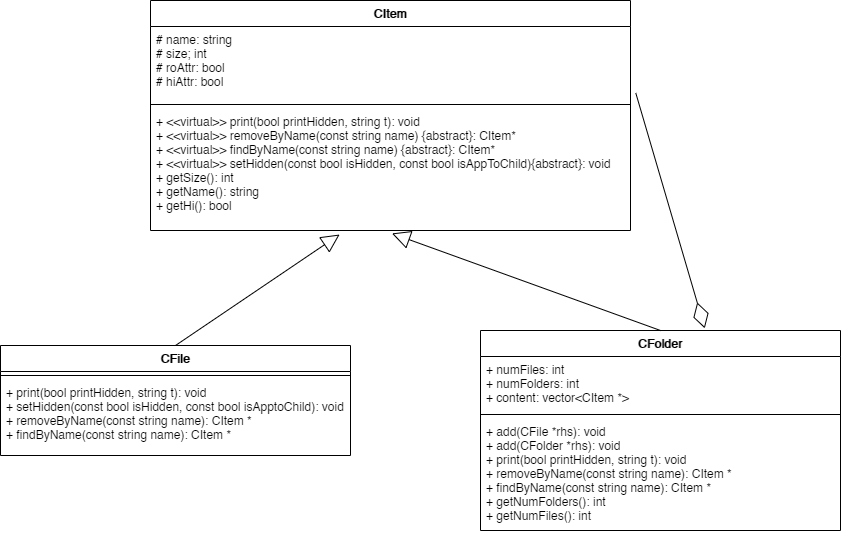 CItem
# name: string
# size; int
# roAttr: bool
# hiAttr: bool
+ <<virtual>> print(bool printHidden, string t): void
+ <<virtual>> removeByName(const string name) {abstract}: CItem*
+ <<virtual>> findByName(const string name) {abstract}: CItem*
+ <<virtual>> setHidden(const bool isHidden, const bool isAppToChild){abstract}: void
+ getSize(): int
+ getName(): string
+ getHi(): bool
CFile
+ print(bool printHidden, string t): void
+ setHidden(const bool isHidden, const bool isApptoChild): void
+ removeByName(const string name): CItem *
+ findByName(const string name): CItem *
CFolder
+ numFiles: int
+ numFolders: int
+ content: vector<CItem *>
+ add(CFile *rhs): void
+ add(CFolder *rhs): void
+ print(bool printHidden, string t): void
+ removeByName(const string name): CItem *
+ findByName(const string name): CItem *
+ getNumFolders(): int
+ getNumFiles(): int